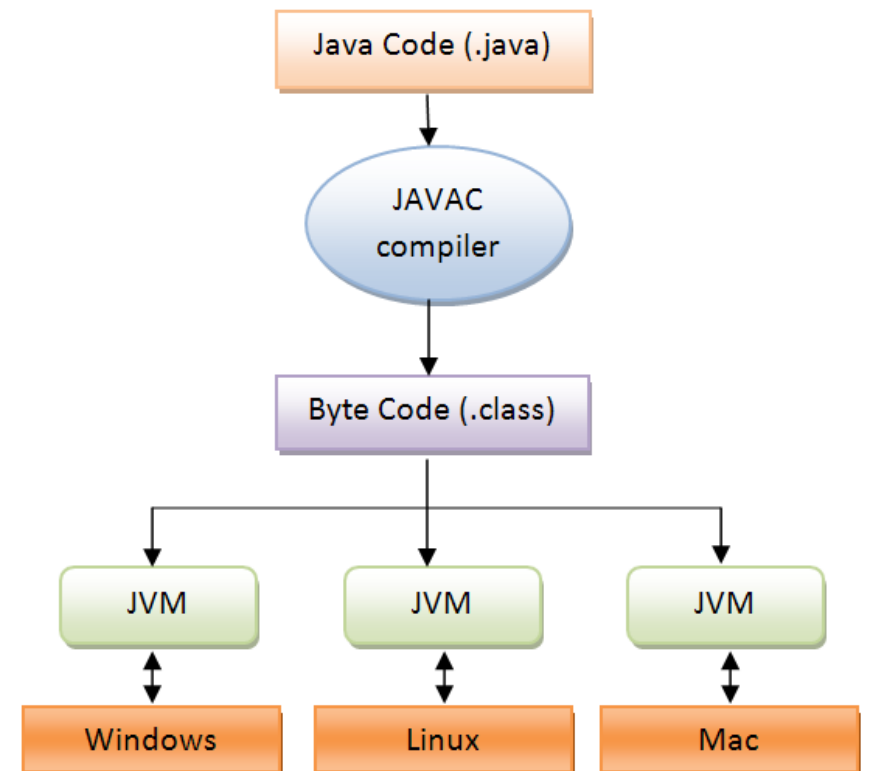 Java Code (.java)
JAVAC
compiler
Byte Code (.class)
JVM
JVM
JVM
Windows
Linux
Mac